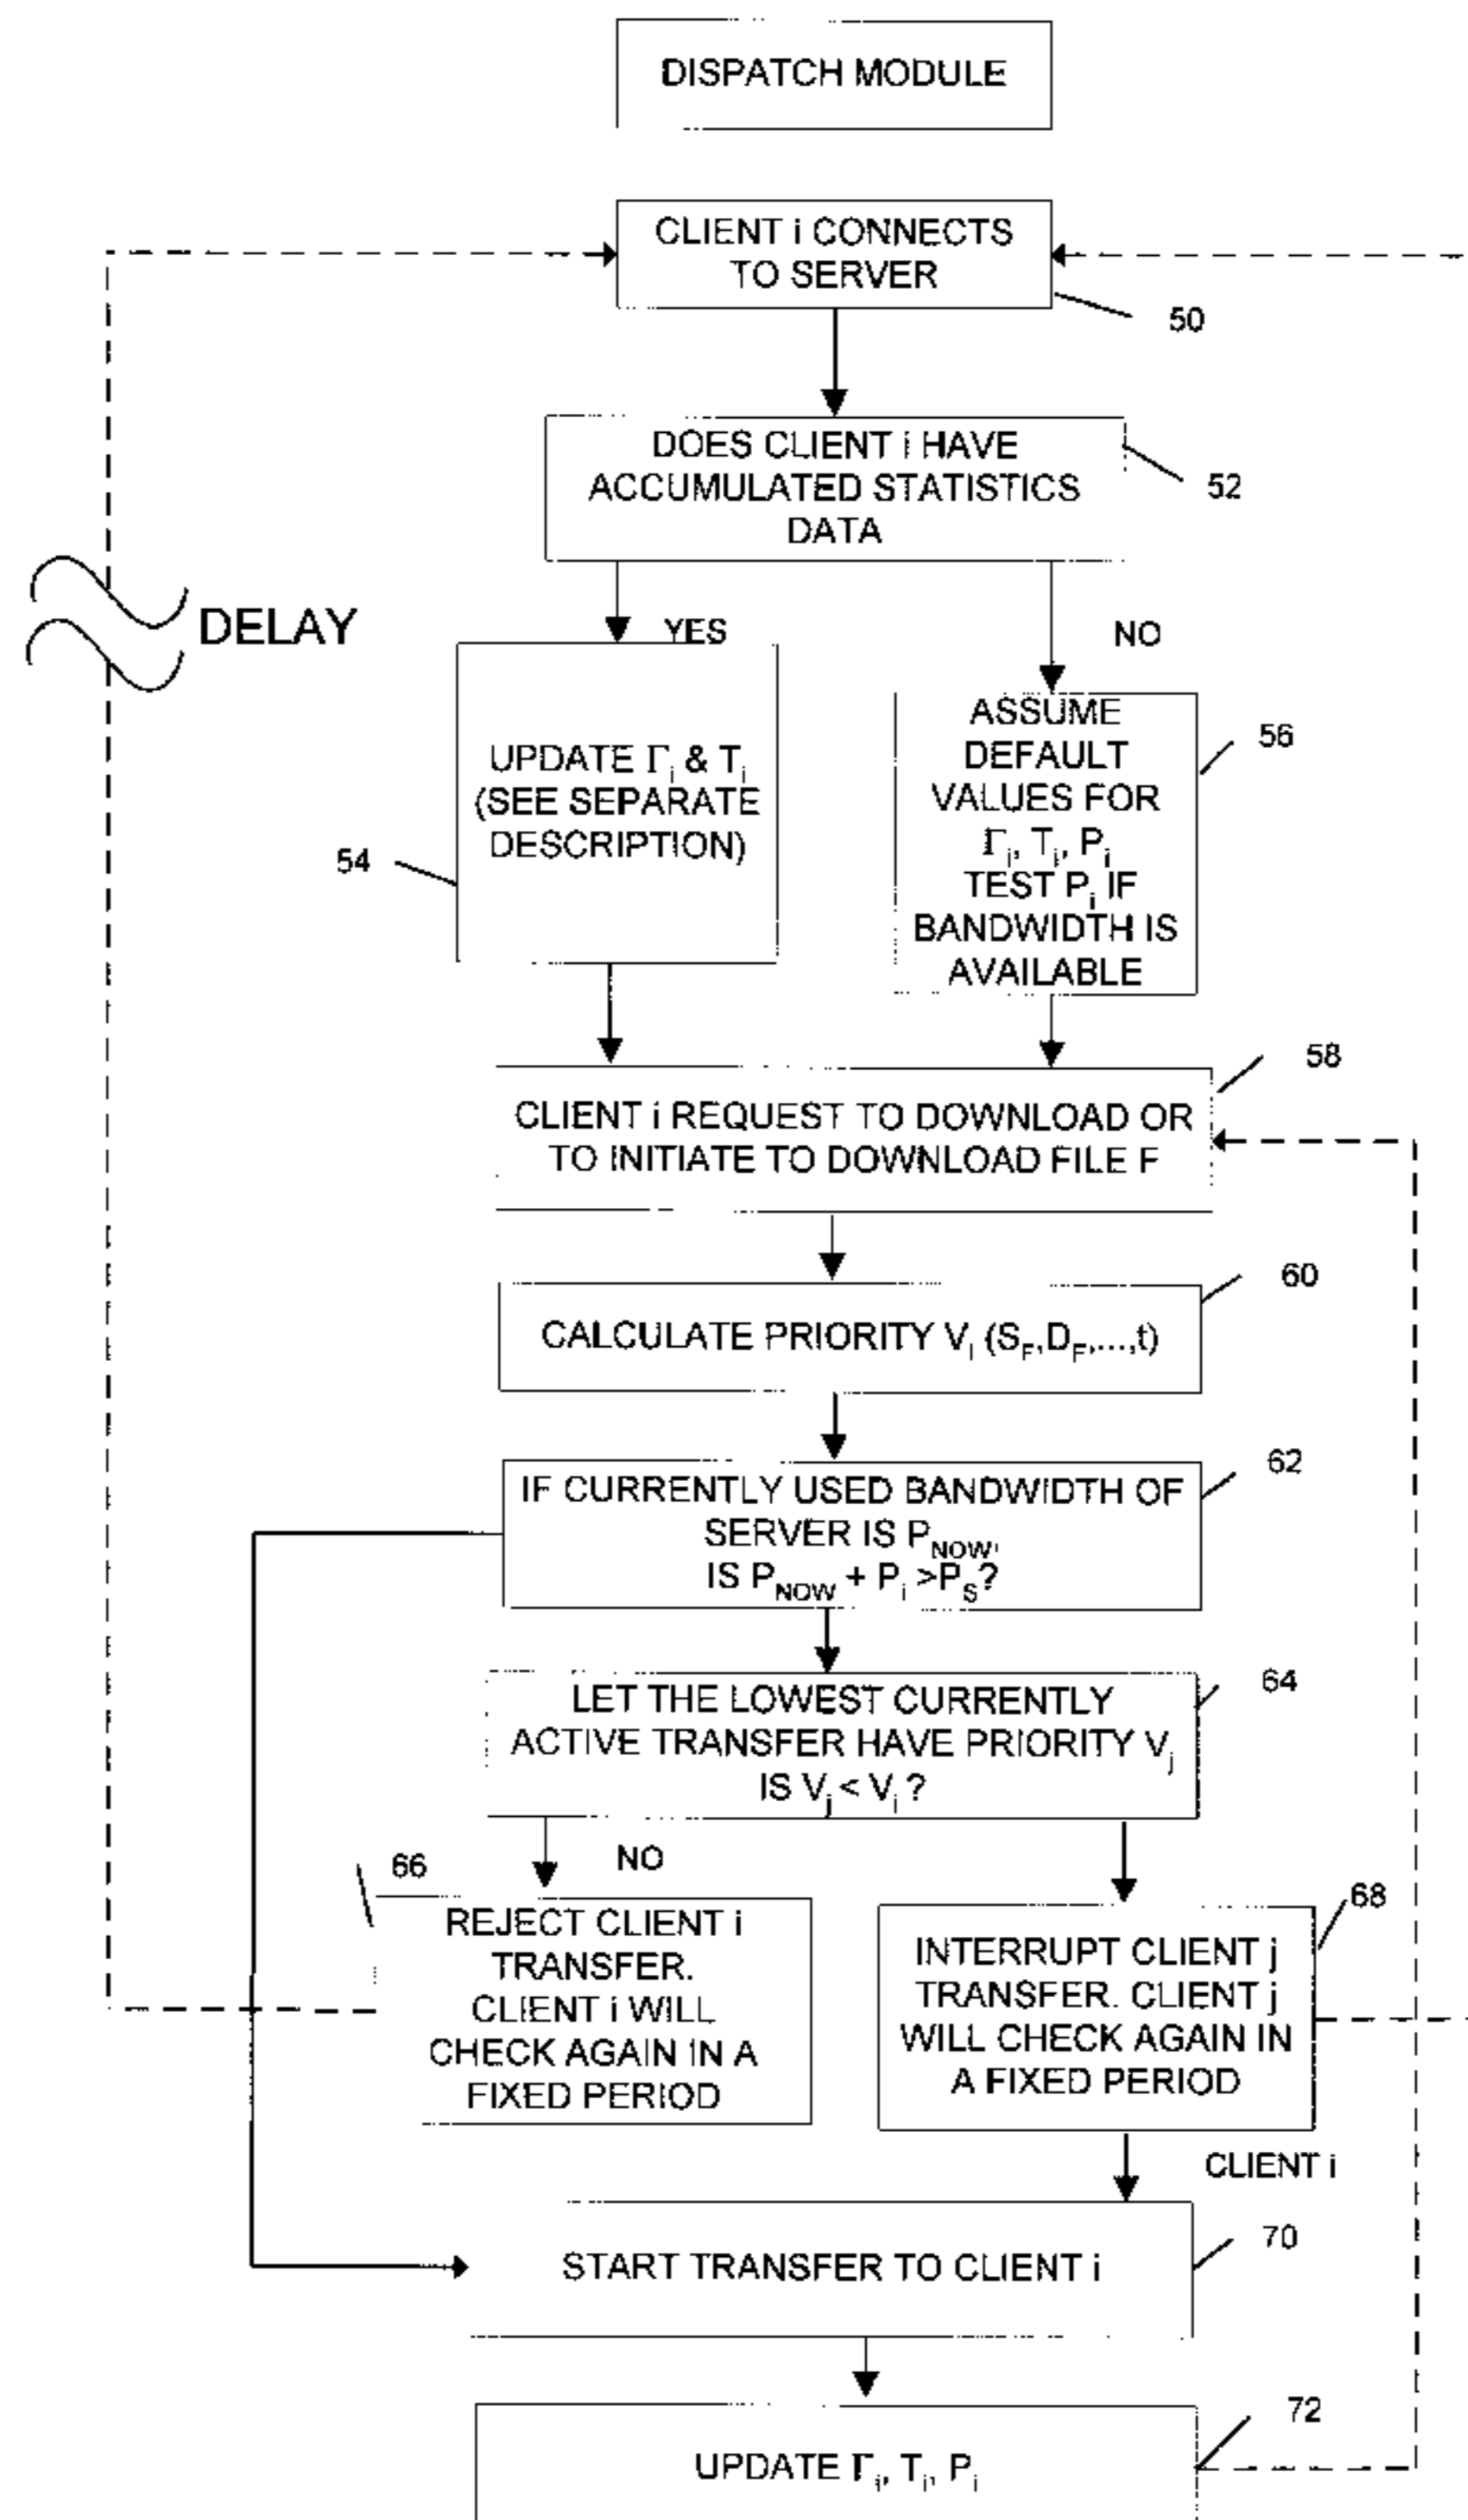 DISPATCH MODULE
CLIENT i CONNECTS
TO SERVER
50
DOES CLIENT i HAVE
ACCUMULATED STATISTICS
DATA
52
DELAY
YES
NO
UPDATE Γi & Ti
(SEE SEPARATE
DESCRIPTION)
54
ASSUME
DEFAULT
VALUES FOR
Γi, Ti, Pi
TEST Pi IF
BANDWIDTH IS
AVAILABLE
56
CLIENT i REQUEST TO DOWNLOAD OR
TO INITIATE TO DOWNLOAD FILE F
58
CALCULATE PRIORITY Vi (SF,DF,...,t)
60
IF CURRENTLY USED BANDWIDTH OF
SERVER IS PNOW,
IS PNOW + Pi >PS?
62
LET THE LOWEST CURRENTLY
ACTIVE TRANSFER HAVE PRIORITY Vj
IS Vj < Vi ?
64
NO
66
REJECT CLIENT i
TRANSFER.
CLIENT i WILL
CHECK AGAIN IN A
FIXED PERIOD
68
INTERRUPT CLIENT j
TRANSFER. CLIENT j
WILL CHECK AGAIN IN
A FIXED PERIOD
CLIENT i
START TRANSFER TO CLIENT i
70
UPDATE Γi, Ti, Pi
72